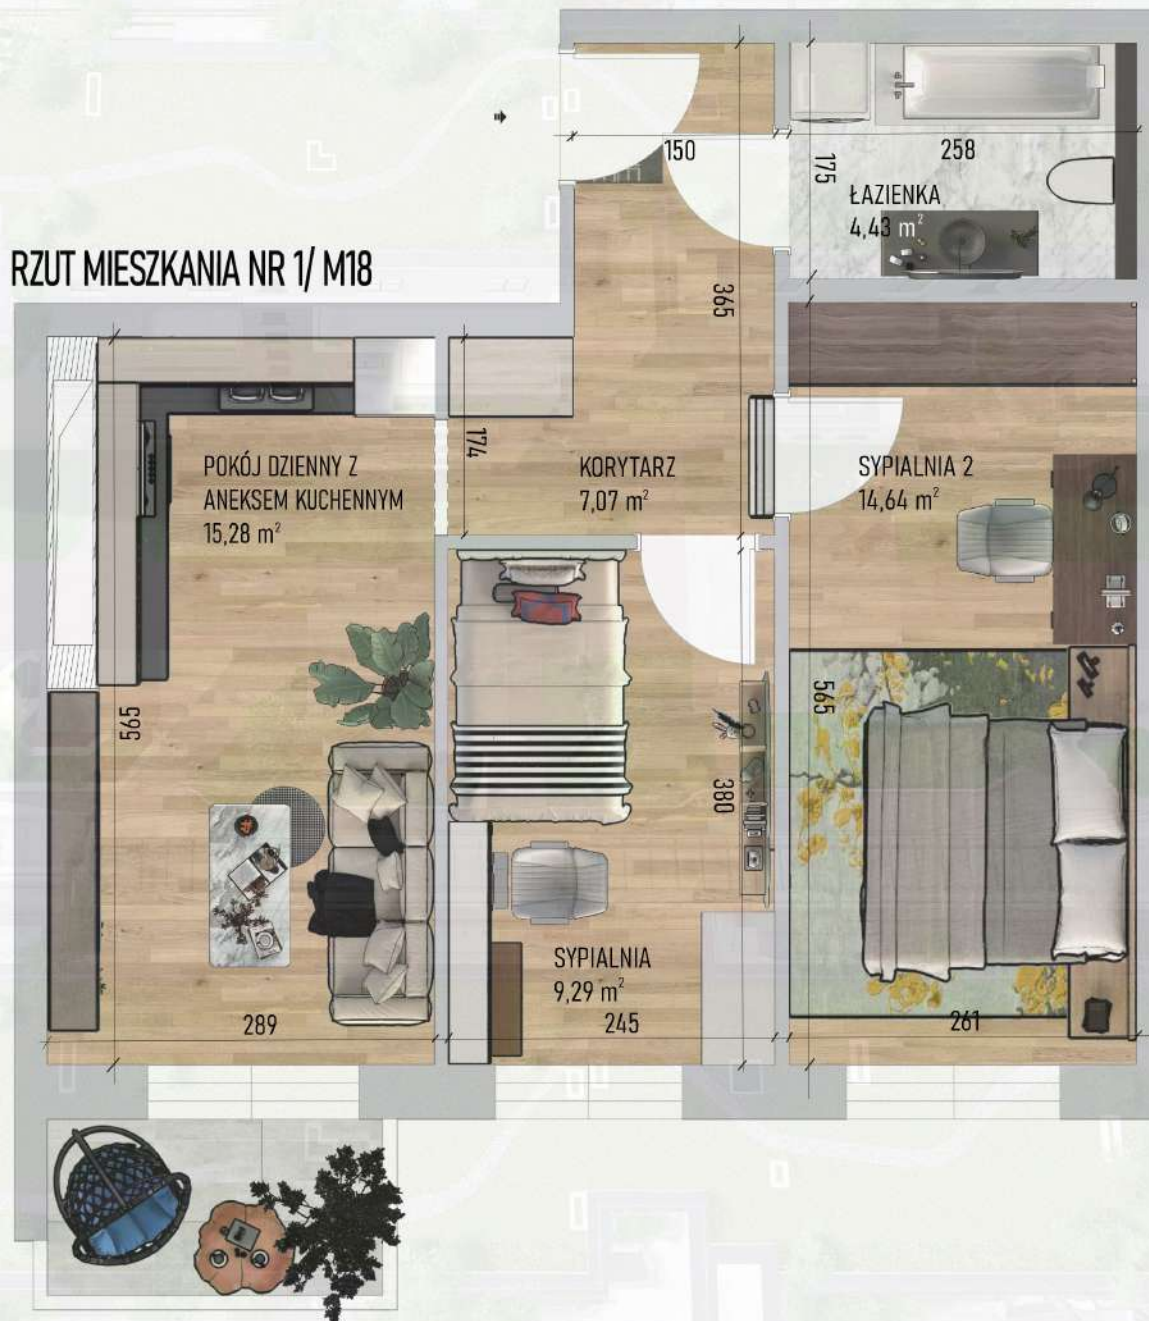 150
258
175
ŁAZIENKA
4,43 m²
RZUT MIESZKANIA NR 1/ M18
365
174
POKÓJ DZIENNY Z
ANEKSEM KUCHENNYM
15,28 m²
KORYTARZ
7,07 m²
SYPIALNIA 2
14,64 m²
565
380
565
SYPIALNIA
9,29 m²
289
245
261